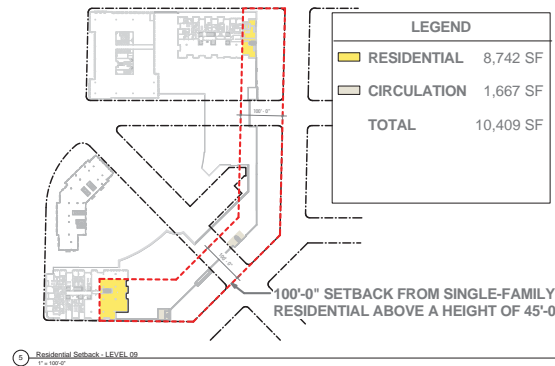 LEGEND
RESIDENTIAL 8,742 SF
CIRCULATION 1,667 SF
TOTAL 10,409 SF
100'- 0"
100'- 0"
100'-0" SETBACK FROM SINGLE-FAMILY
RESIDENTIAL ABOVE A HEIGHT OF 45'-0
5 Residential Setback - LEVEL 09
1" = 100'-0"